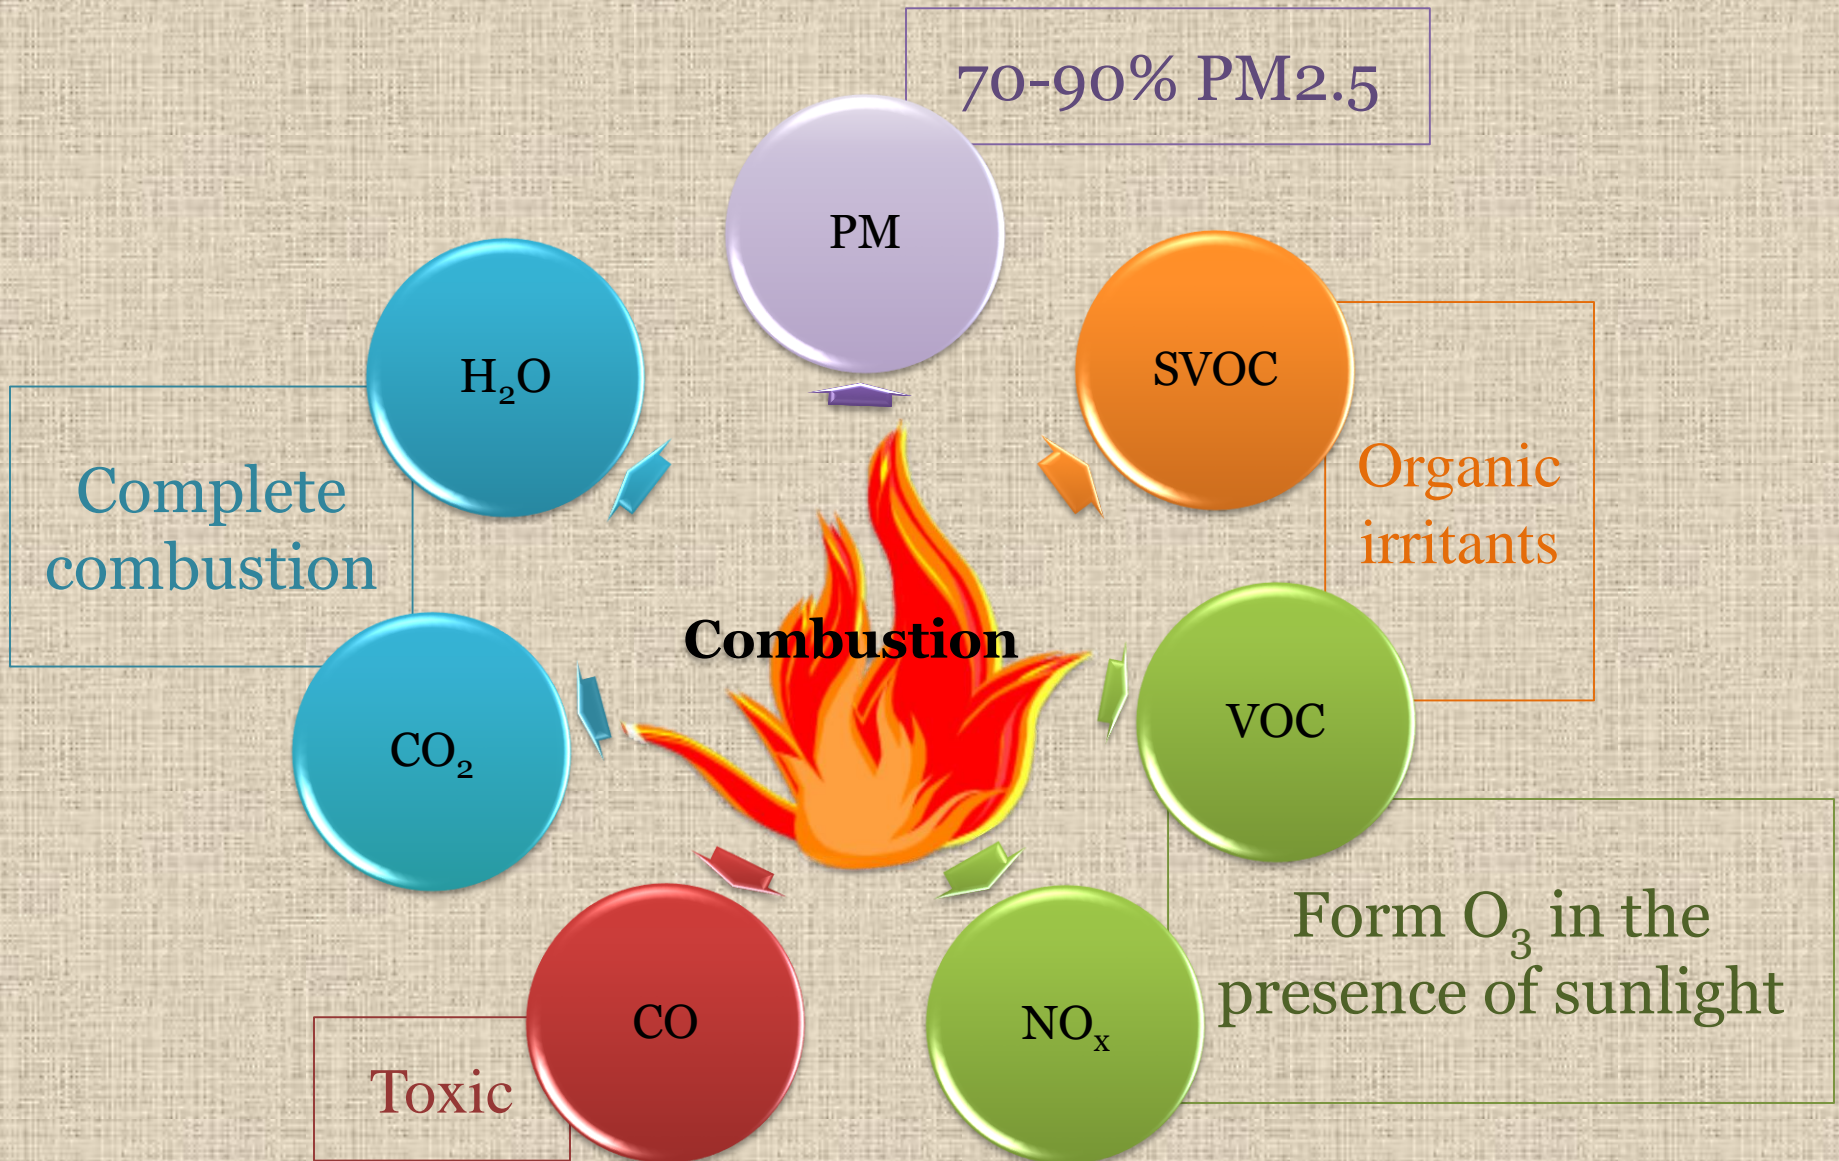 70-90% PM2.5
PM
SVOC
H₂O
Organic
irritants
Complete
combustion
Combustion
VOC
CO₂
Form O₃ in the
presence of sunlight
CO
NOₓ
Toxic